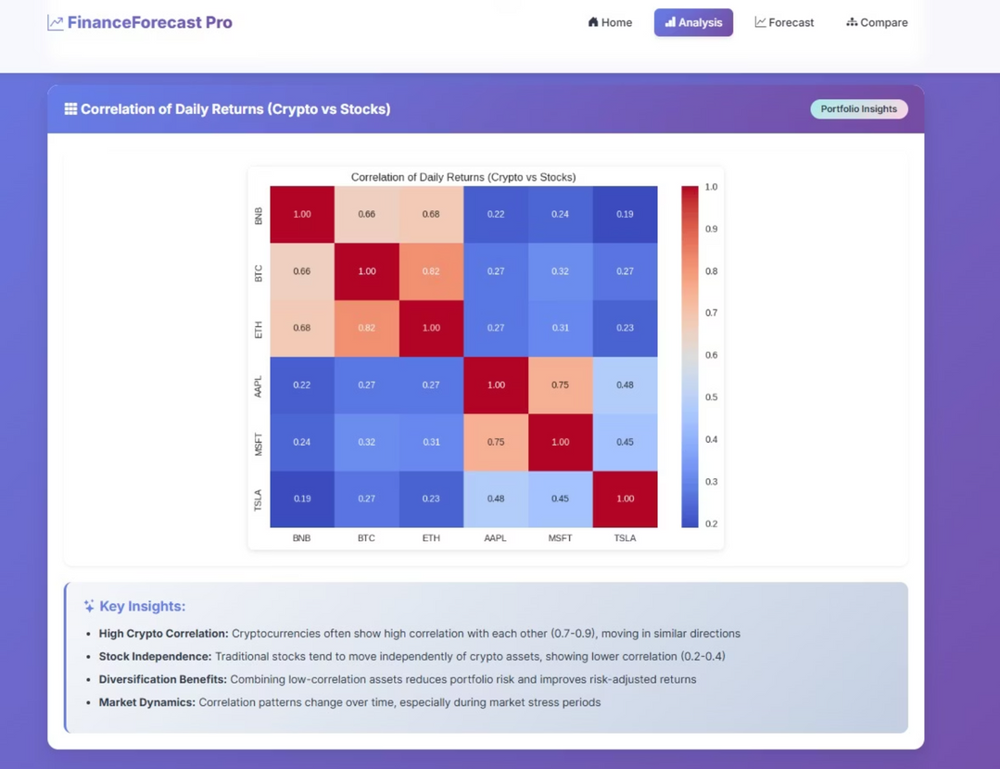 FinanceForecast Pro
Home
Analysis
Forecast
Compare
Correlation of Daily Returns (Crypto vs Stocks)
Portfolio Insights
Correlation of Daily Returns (Crypto vs Stocks)
BNB 1.00 0.66 0.68 0.22 0.24 0.19
BTC 0.66 1.00 0.82 0.27 0.32 0.27
ETH 0.68 0.82 1.00 0.27 0.31 0.23
AAPL 0.22 0.27 0.27 1.00 0.75 0.48
MSFT 0.24 0.32 0.31 0.75 1.00 0.45
TSLA 0.19 0.27 0.23 0.48 0.45 1.00
BNB BTC ETH AAPL MSFT TSLA
1.0
0.9
0.8
0.7
0.6
0.5
0.4
0.3
0.2
Key Insights:
• High Crypto Correlation: Cryptocurrencies often show high correlation with each other (0.7-0.9), moving in similar directions
• Stock Independence: Traditional stocks tend to move independently of crypto assets, showing lower correlation (0.2-0.4)
• Diversification Benefits: Combining low-correlation assets reduces portfolio risk and improves risk-adjusted returns
• Market Dynamics: Correlation patterns change over time, especially during market stress periods